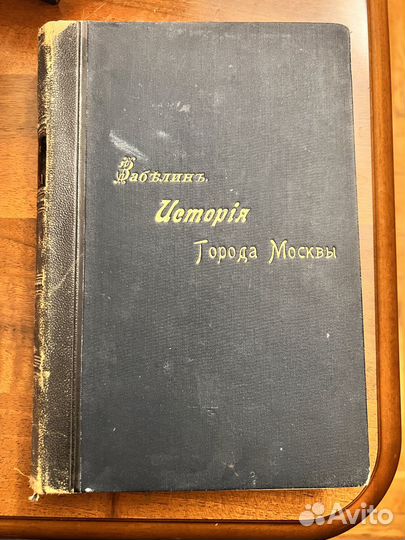 Забѣлинъ.
Исторія
Города Москвы
Avito